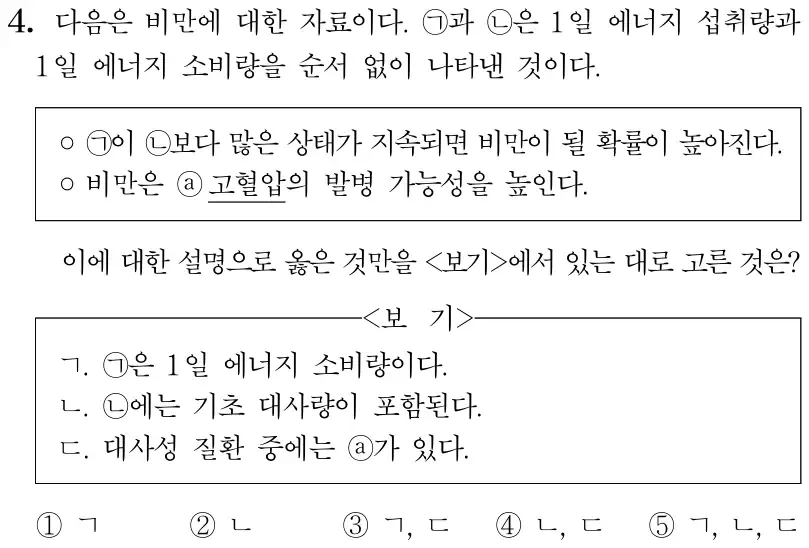 4. 다음은 비만에 대한 자료이다. ㉠과 ㉡은 1일 에너지 섭취량과
1일 에너지 소비량을 순서 없이 나타낸 것이다.
○ ㉠이 ㉡보다 많은 상태가 지속되면 비만이 될 확률이 높아진다.
○ 비만은 ⓐ 고혈압의 발병 가능성을 높인다.
이에 대한 설명으로 옳은 것만을 <보기>에서 있는 대로 고른 것은?
<보 기>
ㄱ. ㉠은 1일 에너지 소비량이다.
ㄴ. ㉡에는 기초 대사량이 포함된다.
ㄷ. 대사성 질환 중에는 ⓐ가 있다.
① ㄱ ② ㄴ ③ ㄱ, ㄷ ④ ㄴ, ㄷ ⑤ ㄱ, ㄴ, ㄷ